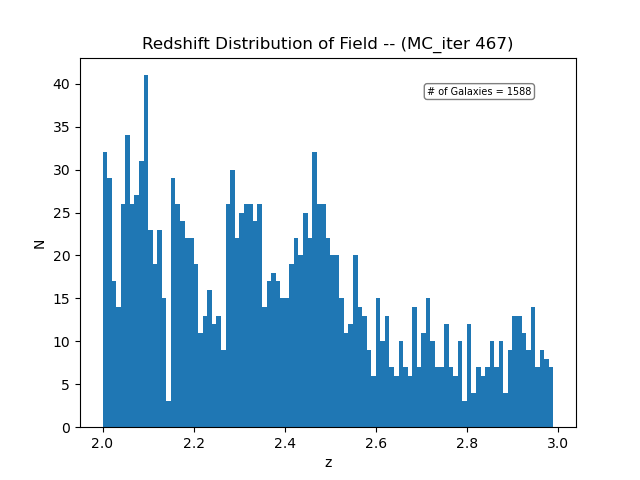 Redshift Distribution of Field -- (MC_iter 467)
# of Galaxies = 1588
N
40
35
30
25
20
15
10
5
0
2.0 2.2 2.4 2.6 2.8 3.0
z